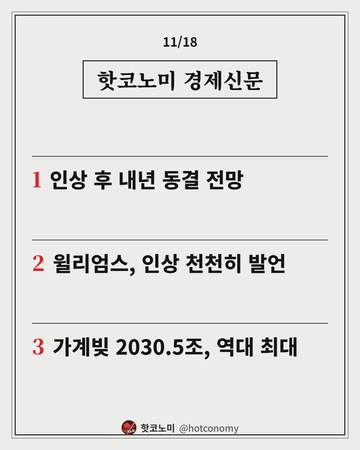 11/18
핫코노미 경제신문
1 인상 후 내년 동결 전망
2 윌리엄스, 인상 천천히 발언
3 가계빚 2030.5조, 역대 최대
핫코노미 @hotconomy